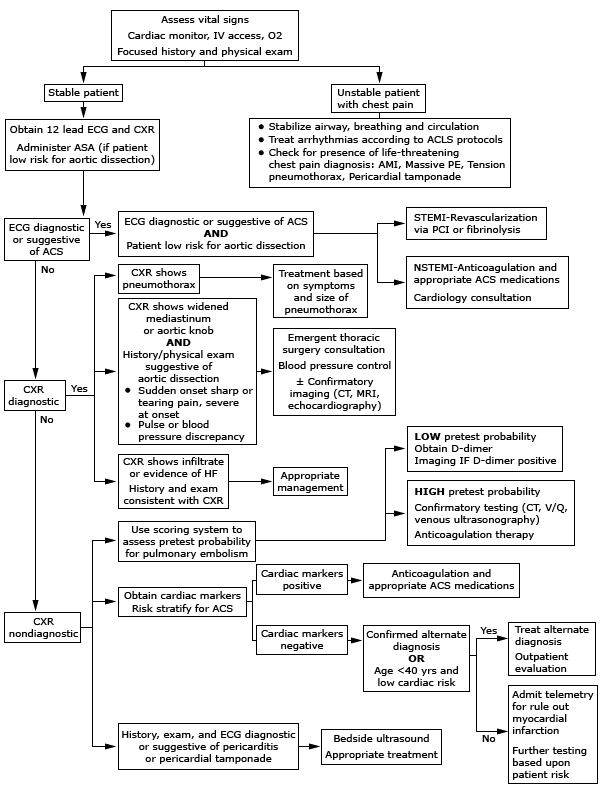 Assess vital signs
Cardiac monitor, IV access, O2
Focused history and physical exam
Stable patient
Unstable patient
with chest pain
Obtain 12 lead ECG and CXR
Administer ASA (if patient
low risk for aortic dissection)
● Stabilize airway, breathing and circulation
● Treat arrhythmias according to ACLS protocols
● Check for presence of life-threatening
chest pain diagnosis: AMI, Massive PE, Tension
pneumothorax, Pericardial tamponade
ECG diagnostic
or suggestive
of ACS
Yes
ECG diagnostic or suggestive of ACS
AND
Patient low risk for aortic dissection
STEMI-Revascularization
via PCI or fibrinolysis
NSTEMI-Anticoagulation and
appropriate ACS medications
Cardiology consultation
No
CXR shows
pneumothorax
Treatment based
on symptoms
and size of
pneumothorax
CXR shows widened
mediastinum
or aortic knob
AND
History/physical exam
suggestive of
aortic dissection
● Sudden onset sharp or
tearing pain, severe
at onset
● Pulse or blood
pressure discrepancy
Emergent thoracic
surgery consultation
Blood pressure control
± Confirmatory
imaging (CT, MRI,
echocardiography)
CXR
diagnostic
Yes
No
CXR shows infiltrate
or evidence of HF
History and exam
consistent with CXR
Appropriate
management
LOW pretest probability
Obtain D-dimer
Imaging IF D-dimer positive
HIGH pretest probability
Confirmatory testing (CT, V/Q,
venous ultrasonography)
Anticoagulation therapy
Use scoring system to
assess pretest probability
for pulmonary embolism
CXR
nondiagnostic
Obtain cardiac markers
Risk stratify for ACS
Cardiac markers
positive
Anticoagulation and
appropriate ACS medications
Cardiac markers
negative
Confirmed alternate
diagnosis
OR
Age <40 yrs and
low cardiac risk
Yes
Treat alternate
diagnosis
Outpatient
evaluation
No
Admit telemetry
for rule out
myocardial
infarction
Further testing
based upon
patient risk
History, exam, and ECG diagnostic
or suggestive of pericarditis
or pericardial tamponade
Bedside ultrasound
Appropriate treatment